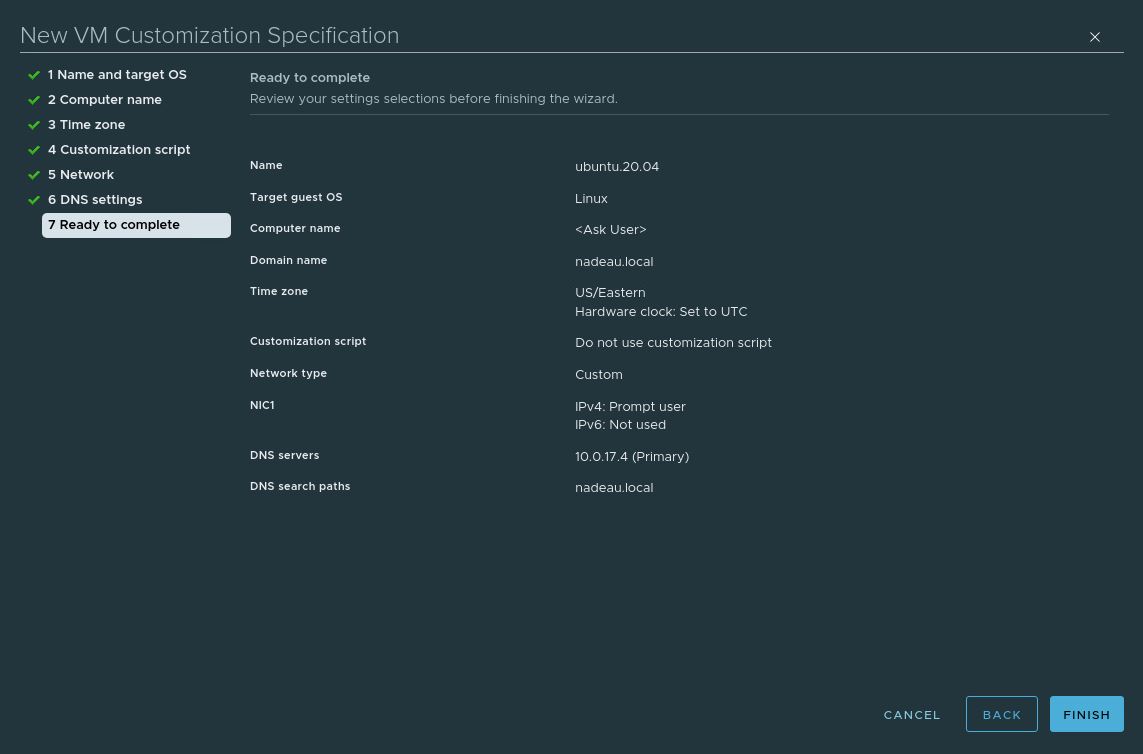 New VM Customization Specification
1 Name and target OS
2 Computer name
3 Time zone
4 Customization script
5 Network
6 DNS settings
7 Ready to complete
Ready to complete
Review your settings selections before finishing the wizard.
Name ubuntu.20.04
Target guest OS Linux
Computer name <Ask User>
Domain name nadeau.local
Time zone US/Eastern
Hardware clock: Set to UTC
Customization script Do not use customization script
Network type Custom
NIC1 IPv4: Prompt user
IPv6: Not used
DNS servers 10.0.17.4 (Primary)
DNS search paths nadeau.local
CANCEL BACK FINISH